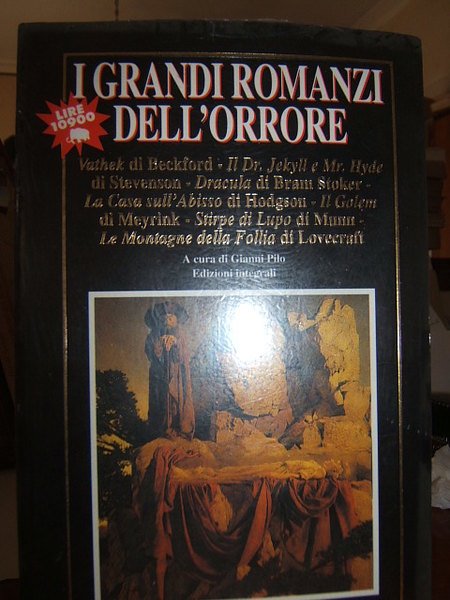 I GRANDI ROMANZI
DELL'ORRORE
LIRE
10900
Vathek di Beckford - Il Dr. Jekyll e Mr. Hyde
di Stevenson - Dracula di Bram Stoker -
La Casa sull'Abisso di Hodgson - Il Golem
di Meyrink - Stirpe di Lupo di Munn -
Le Montagne della Follia di Lovecraft
A cura di Gianni Pilo
Edizioni integrali